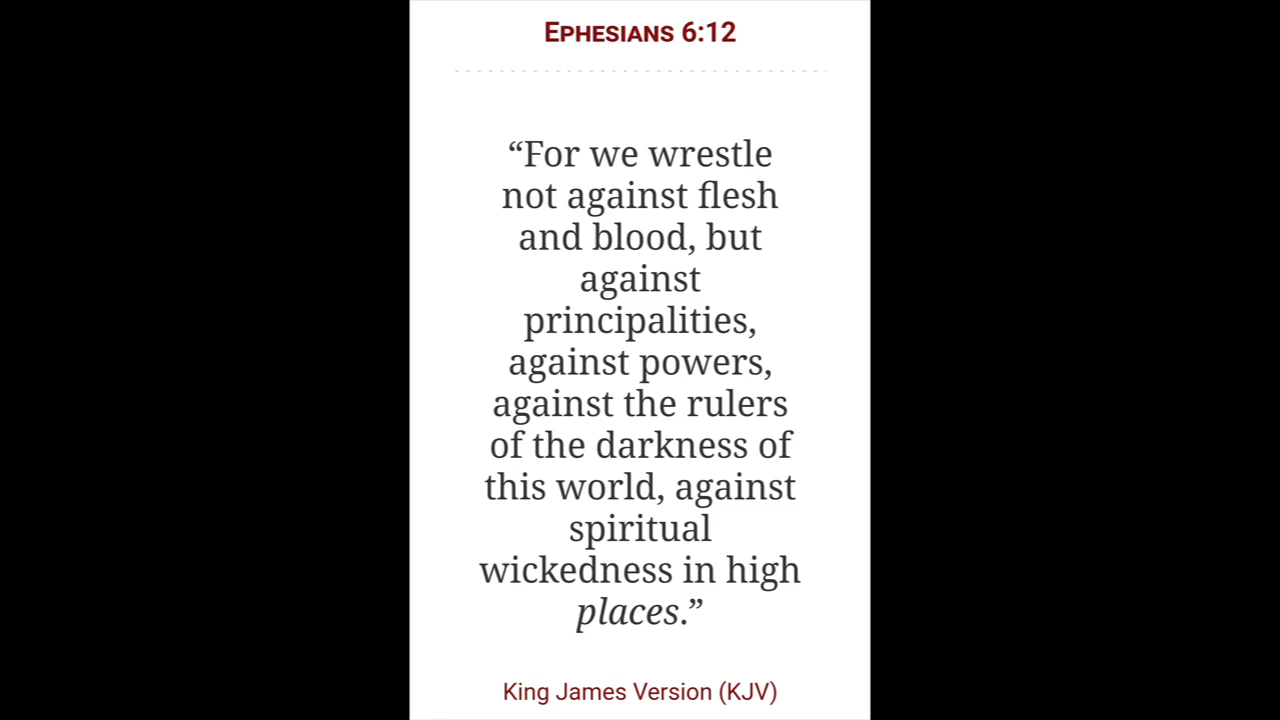 Ephesians 6:12
“For we wrestle
not against flesh
and blood, but
against
principalities,
against powers,
against the rulers
of the darkness of
this world, against
spiritual
wickedness in high
places.”
King James Version (KJV)